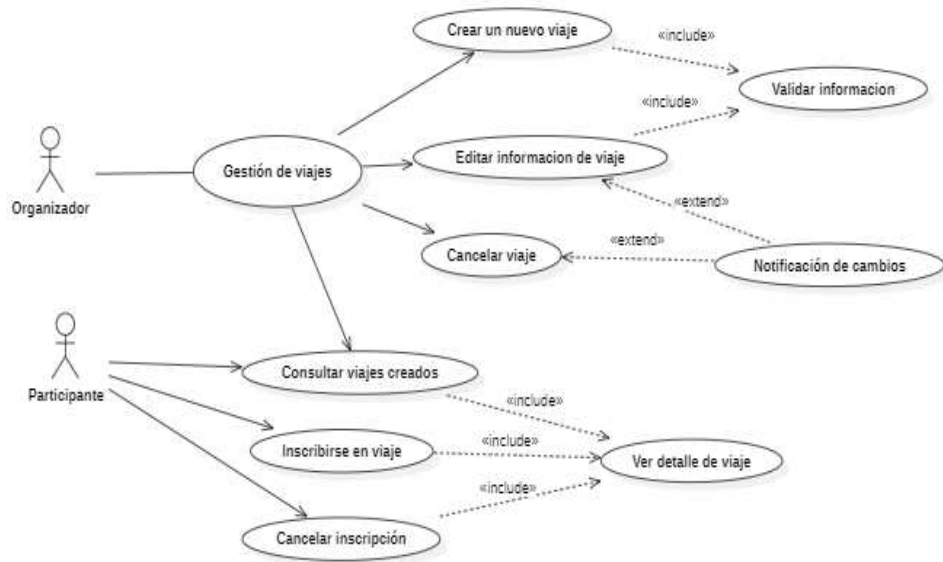 Crear un nuevo viaje
«include»
Validar informacion
«include»
Organizador
Gestión de viajes
Editar informacion de viaje
«extend»
«extend»
Cancelar viaje
Notificación de cambios
Participante
Consultar viajes creados
«include»
Inscribirse en viaje
«include»
Ver detalle de viaje
«include»
Cancelar inscripción